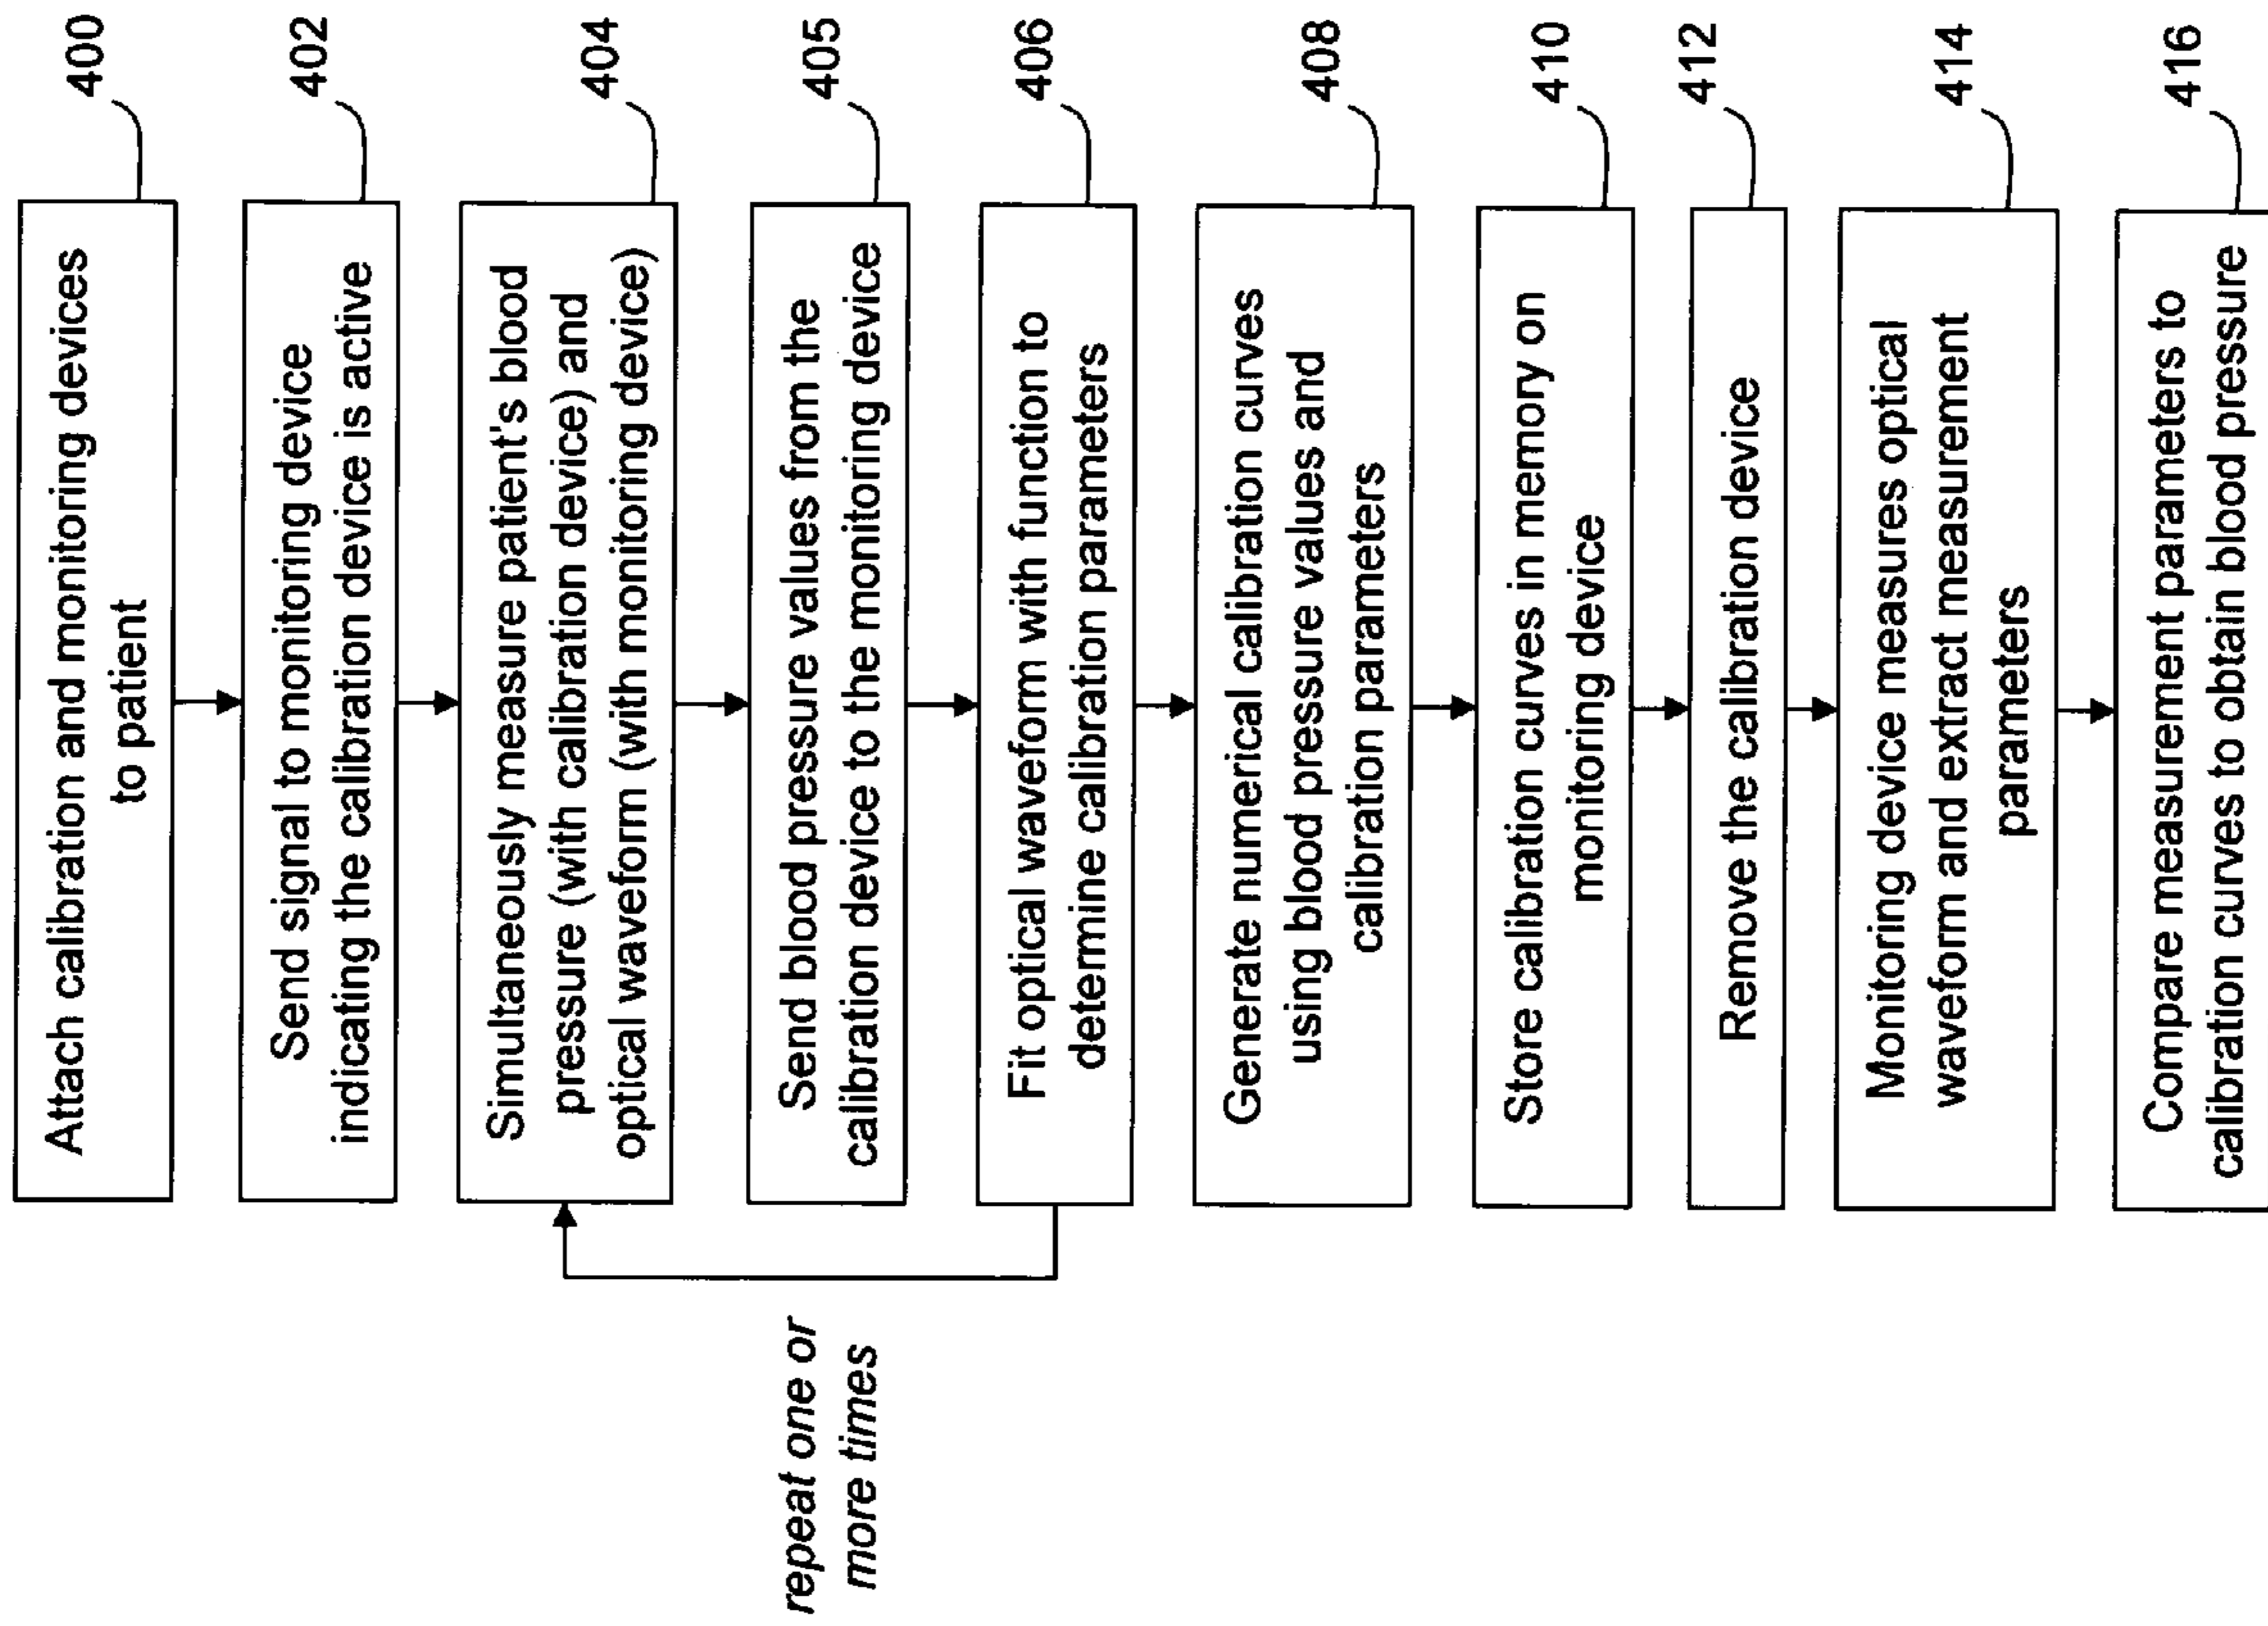 Attach calibration and monitoring devices
to patient
400
Send signal to monitoring device
indicating the calibration device is active
402
Simultaneously measure patient's blood
pressure (with calibration device) and
optical waveform (with monitoring device)
404
Send blood pressure values from the
calibration device to the monitoring device
405
repeat one or
more times
Fit optical waveform with function to
determine calibration parameters
406
Generate numerical calibration curves
using blood pressure values and
calibration parameters
408
Store calibration curves in memory on
monitoring device
410
Remove the calibration device
412
Monitoring device measures optical
waveform and extract measurement
parameters
414
Compare measurement parameters to
calibration curves to obtain blood pressure
416